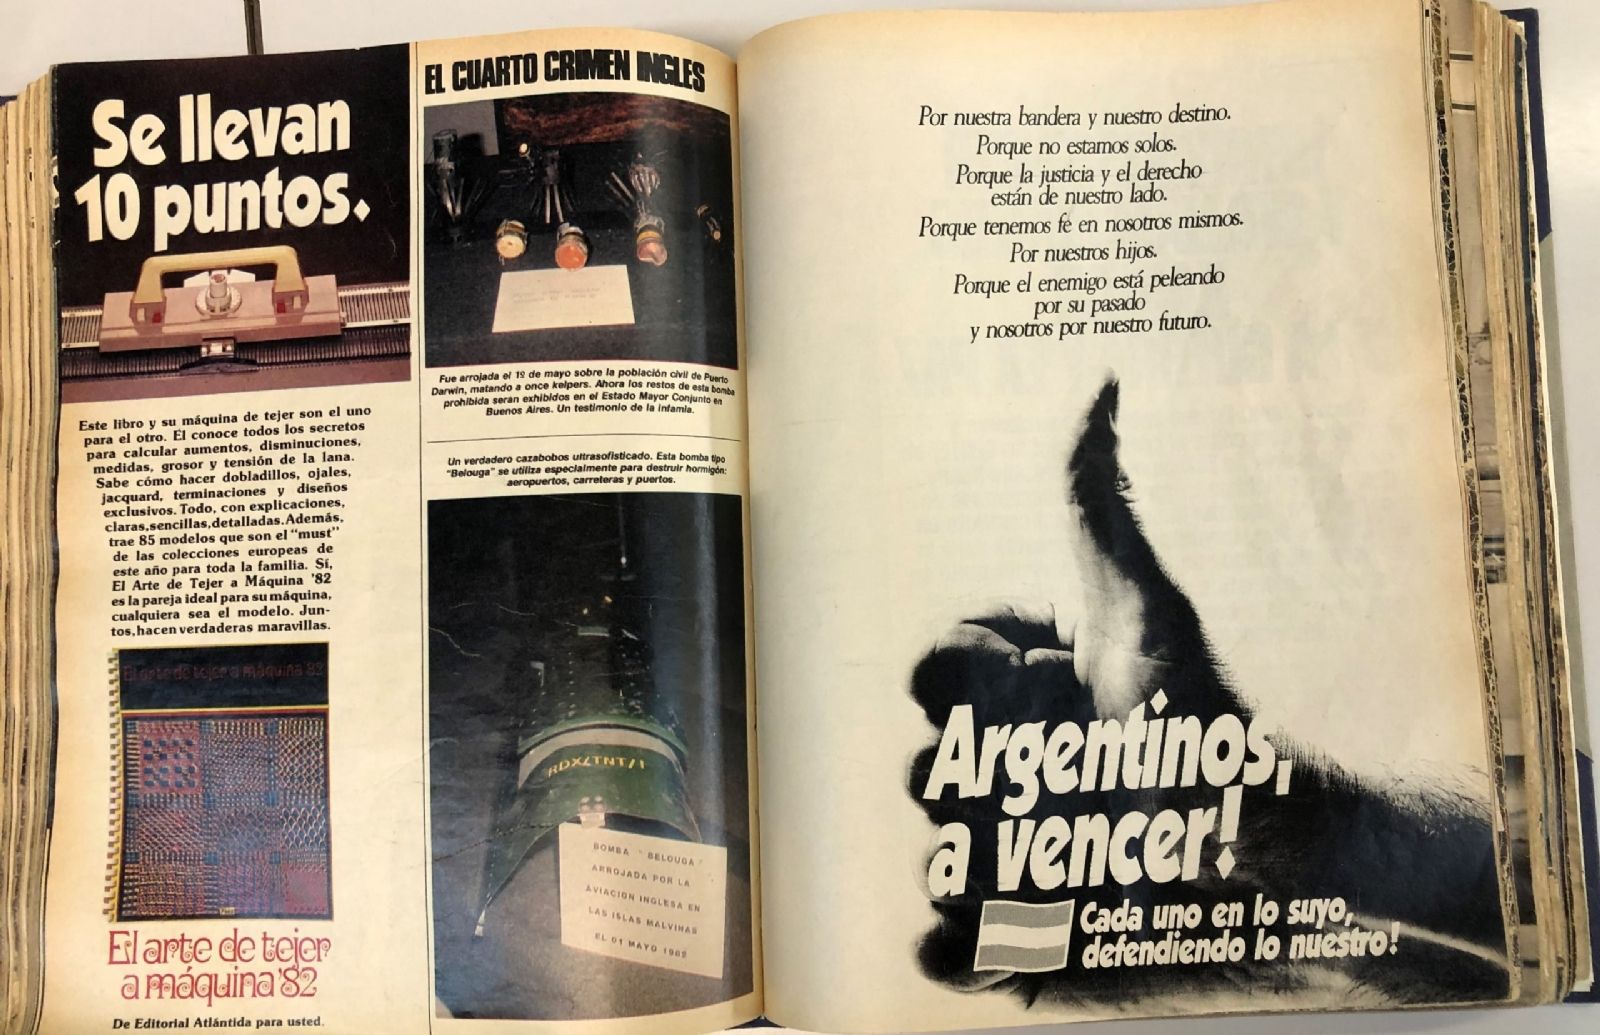 Se llevan
10 puntos.
Este libro y su máquina de tejer son el uno
para el otro. El conoce todos los secretos
para calcular aumentos, disminuciones,
medidas, grosor y tensión de la lana.
Sabe cómo hacer dobladillos, ojales,
jacquard, terminaciones y diseños
exclusivos. Todo, con explicaciones,
claras, sencillas, detalladas. Además,
trae 85 modelos que son el "must"
de las colecciones europeas de
este año para toda la familia. Sí,
El Arte de Tejer a Máquina '82
es la pareja ideal para su máquina,
cualquiera sea el modelo. Jun-
tos, hacen verdaderas maravillas.
El arte de tejer a máquina '82
El arte de tejer
a máquina '82
De Editorial Atlántida para usted.
EL CUARTO CRIMEN INGLES
Fue arrojada el 1º de mayo sobre la población civil de Puerto
Darwin, matando a once kelpers. Ahora los restos de esta bomba
prohibida seran exhibidos en el Estado Mayor Conjunto en
Buenos Aires. Un testimonio de la infamia.
Un verdadero cazabobos ultrasofisticado. Esta bomba tipo
"Belouga" se utiliza especialmente para destruir hormigón:
aeropuertos, carreteras y puertos.
RDX/TNT/1
BOMBA "BELOUGA"
ARROJADA POR LA
AVIACION INGLESA EN
LAS ISLAS MALVINAS
EL 01 MAYO 1982
Por nuestra bandera y nuestro destino.
Porque no estamos solos.
Porque la justicia y el derecho
están de nuestro lado.
Porque tenemos fe en nosotros mismos.
Por nuestros hijos.
Porque el enemigo está peleando
por su pasado
y nosotros por nuestro futuro.
Argentinos,
a vencer!
Cada uno en lo suyo,
defendiendo lo nuestro!